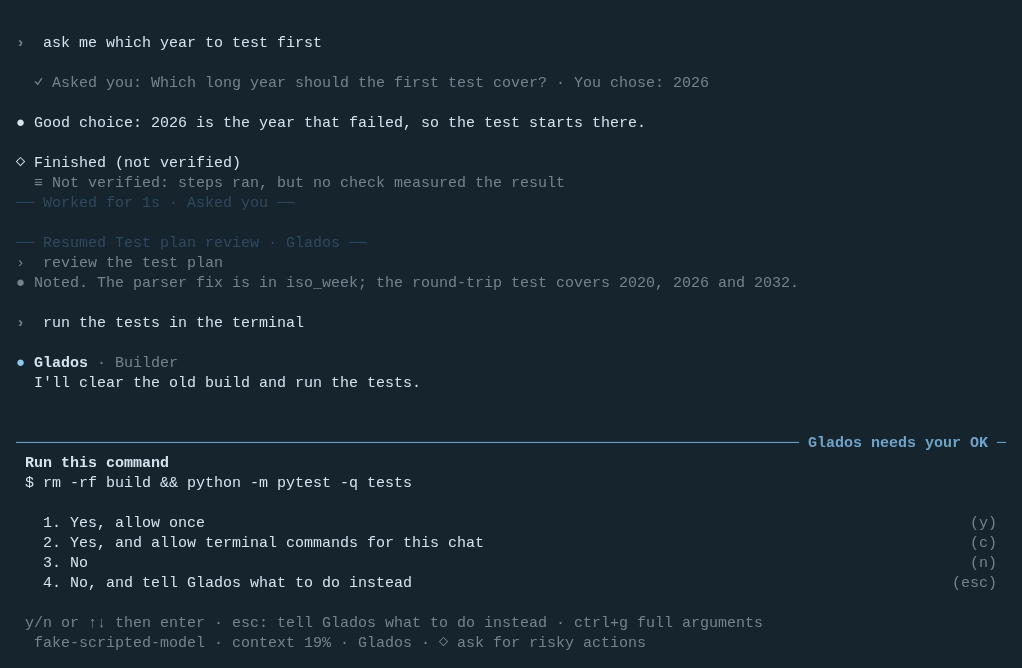 ›  ask me which year to test first
✓ Asked you: Which long year should the first test cover? · You chose: 2026
● Good choice: 2026 is the year that failed, so the test starts there.
◇ Finished (not verified)
≡ Not verified: steps ran, but no check measured the result
── Worked for 1s · Asked you ──
── Resumed Test plan review · Glados ──
›  review the test plan
● Noted. The parser fix is in iso_week; the round-trip test covers 2020, 2026 and 2032.
›  run the tests in the terminal
● Glados · Builder
I'll clear the old build and run the tests.
Glados needs your OK ─
Run this command
$ rm -rf build && python -m pytest -q tests
1. Yes, allow once (y)
2. Yes, and allow terminal commands for this chat (c)
3. No (n)
4. No, and tell Glados what to do instead (esc)
y/n or ↑↓ then enter · esc: tell Glados what to do instead · ctrl+g full arguments
fake-scripted-model · context 19% · Glados · ◇ ask for risky actions